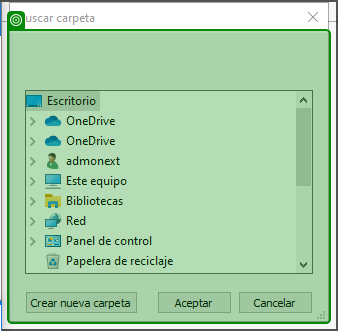 uscar carpeta
Escritorio
OneDrive
OneDrive
admonext
Este equipo
Bibliotecas
Red
Panel de control
Papelera de reciclaje
Crear nueva carpeta
Aceptar
Cancelar